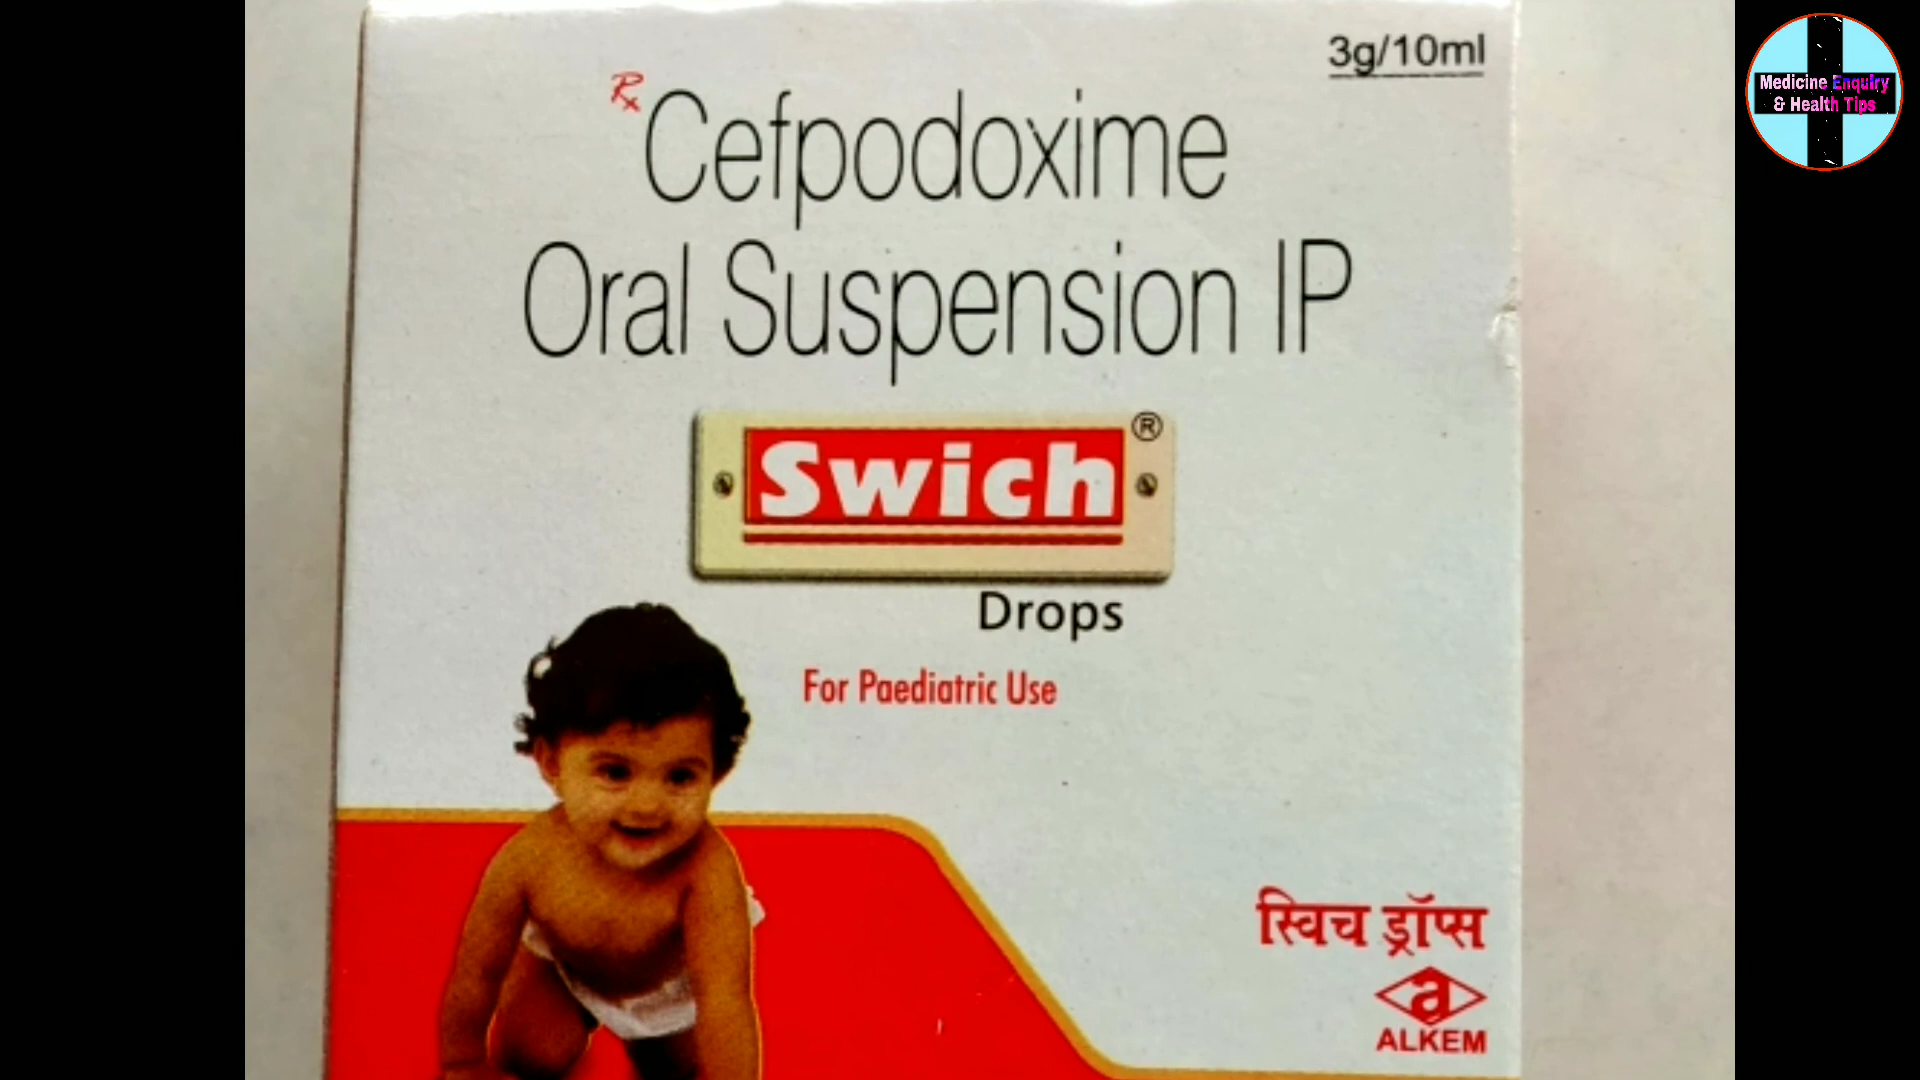 3g/10ml
Rx Cefpodoxime
Oral Suspension IP
Swich®
Drops
For Paediatric Use
स्विच ड्रॉप्स
a
ALKEM
Medicine Enquiry
& Health Tips